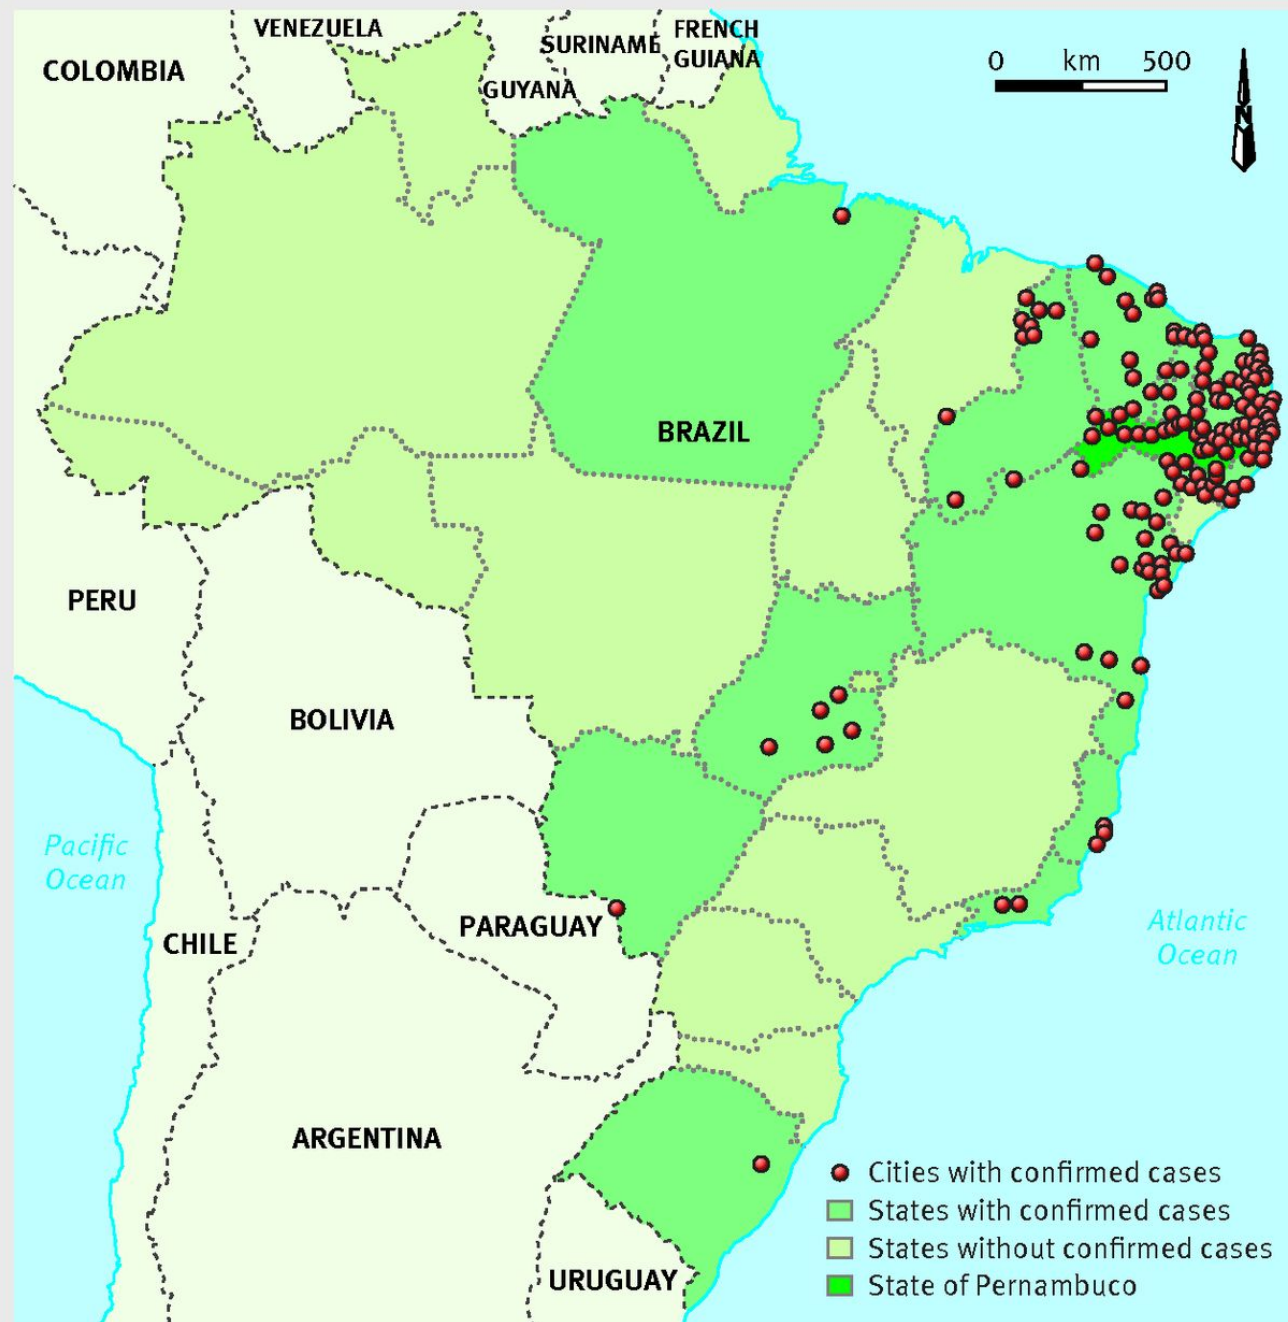 VENEZUELA
COLOMBIA
GUYANA
SURINAME
FRENCH
GUIANA
0 km 500
N
BRAZIL
PERU
BOLIVIA
Pacific
Ocean
CHILE
PARAGUAY
Atlantic
Ocean
ARGENTINA
URUGUAY
Cities with confirmed cases
States with confirmed cases
States without confirmed cases
State of Pernambuco